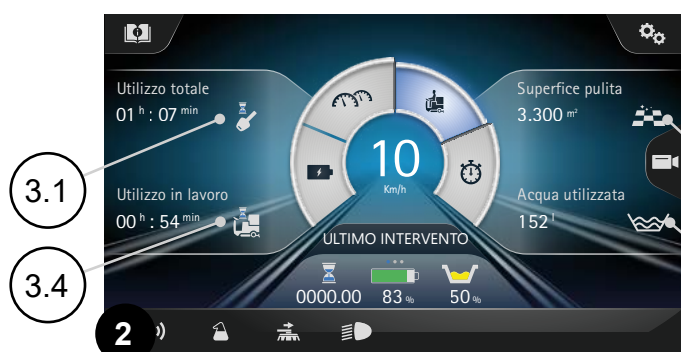 Utilizzo totale
01 h : 07 min
Superfice pulita
3.300 m²
3.1
10
Km/h
Utilizzo in lavoro
00 h : 54 min
Acqua utilizzata
152 l
3.4
ULTIMO INTERVENTO
0000.00 83 % 50 %
2